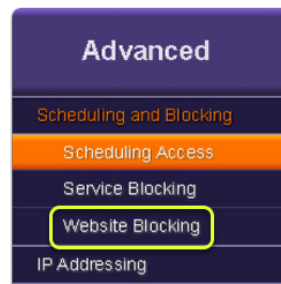 Advanced
Scheduling and Blocking
Scheduling Access
Service Blocking
Website Blocking
IP Addressing